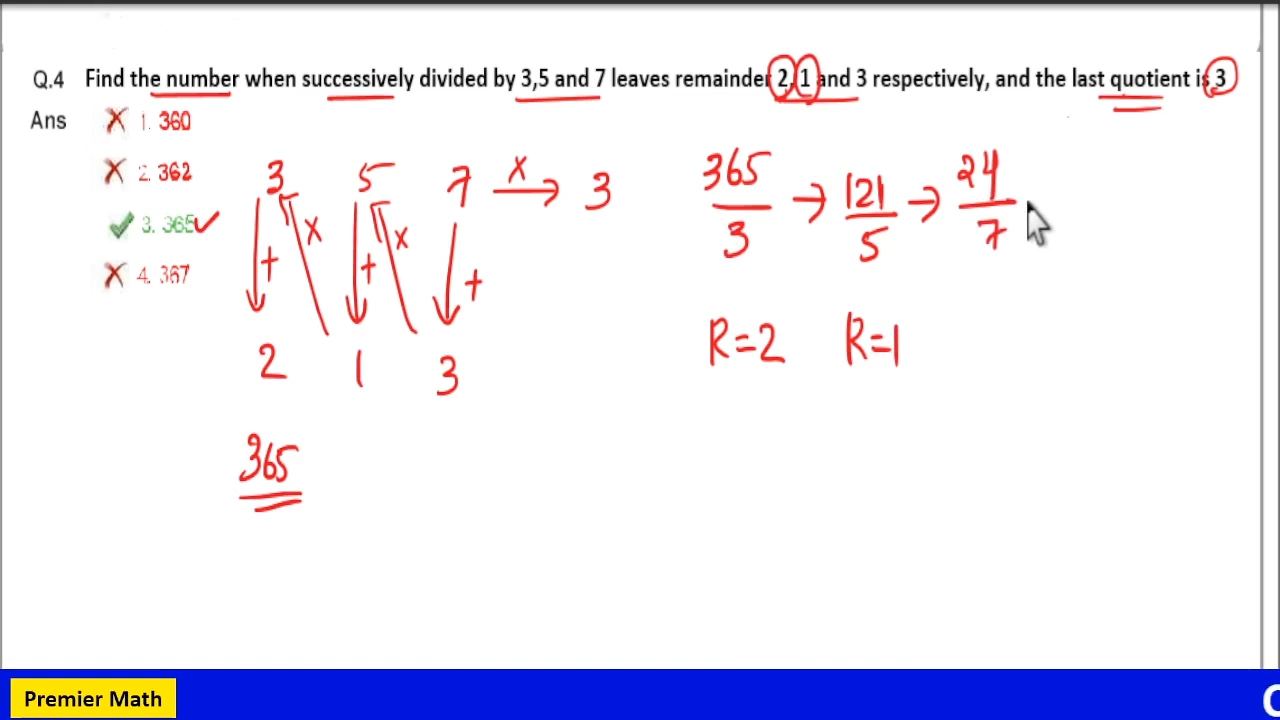 Q.4 Find the number when successively divided by 3,5 and 7 leaves remainder 2, 1 and 3 respectively, and the last quotient is 3
Ans
1. 360
2. 362
3. 365
4. 367
3 5 7 x 3
+ x + x +
2 1 3
365
365/3 → 121/5 → 24/7
R=2 R=1
Premier Math